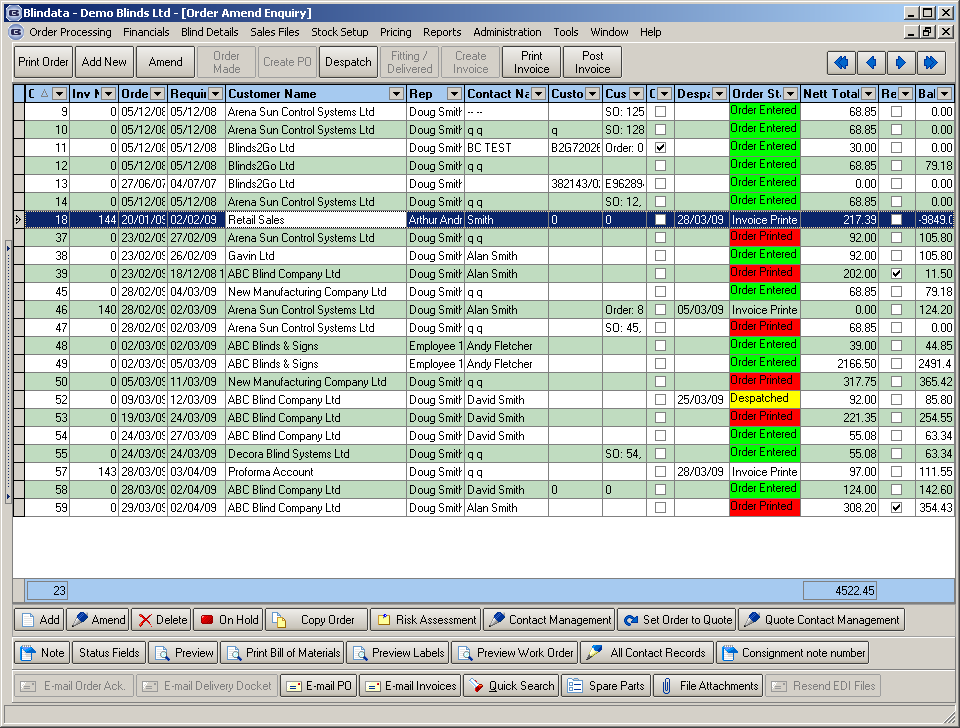 Blindata - Demo Blinds Ltd - [Order Amend Enquiry]
Order Processing Financials Blind Details Sales Files Stock Setup Pricing Reports Administration Tools Window Help
Print Order Add New Amend Order Made Create PO Despatch Fitting / Delivered Create Invoice Print Invoice Post Invoice
Inv Orde Requir Customer Name Rep Contact Na Custo Cus Despa Order St Nett Total Re Bal
9 0 05/12/08 05/12/08 Arena Sun Control Systems Ltd Doug Smith -- -- SO: 125 Order Entered 68.85 0.00
10 0 05/12/08 05/12/08 Arena Sun Control Systems Ltd Doug Smith q q q SO: 128 Order Entered 68.85 0.00
11 0 05/12/08 05/12/08 Blinds2Go Ltd Doug Smith BC TEST B2G72026 Order: 0 Order Entered 30.00 0.00
12 0 05/12/08 05/12/08 Blinds2Go Ltd Doug Smith q q Order Entered 68.85 79.18
13 0 27/06/07 04/07/07 Blinds2Go Ltd Doug Smith 382143/0 E96289 Order Entered 0.00 0.00
14 0 05/12/08 05/12/08 Arena Sun Control Systems Ltd Doug Smith q q SO: 12, Order Entered 68.85 0.00
18 144 20/01/09 02/02/09 Retail Sales Arthur Andr Smith 0 0 28/03/09 Invoice Printe 217.39 -9849.0
37 0 23/02/09 27/02/09 Arena Sun Control Systems Ltd Doug Smith q q Order Printed 92.00 105.80
38 0 23/02/09 26/02/09 Gavin Ltd Doug Smith Alan Smith Order Entered 92.00 105.80
39 0 23/02/09 18/12/08 1 ABC Blind Company Ltd Doug Smith Alan Smith Order Printed 202.00 11.50
45 0 28/02/09 04/03/09 New Manufacturing Company Ltd Doug Smith q q Order Entered 68.85 79.18
46 140 28/02/09 02/03/09 Arena Sun Control Systems Ltd Doug Smith Alan Smith Order: 8 05/03/09 Invoice Printe 0.00 124.20
47 0 28/02/09 02/03/09 Arena Sun Control Systems Ltd Doug Smith q q SO: 45, Order Printed 68.85 0.00
48 0 02/03/09 02/03/09 ABC Blinds & Signs Employee 1 Andy Fletcher Order Entered 39.00 44.85
49 0 02/03/09 05/03/09 ABC Blinds & Signs Employee 1 Andy Fletcher Order Entered 2166.50 2491.4
50 0 05/03/09 11/03/09 New Manufacturing Company Ltd Doug Smith q q Order Printed 317.75 365.42
52 0 09/03/09 12/03/09 ABC Blind Company Ltd Doug Smith David Smith 25/03/09 Despatched 92.00 85.80
53 0 19/03/09 24/03/09 ABC Blind Company Ltd Doug Smith David Smith Order Printed 221.35 254.55
54 0 24/03/09 27/03/09 ABC Blind Company Ltd Doug Smith David Smith Order Entered 55.08 63.34
55 0 24/03/09 24/03/09 Decora Blind Systems Ltd Doug Smith q q SO: 54, Order Entered 55.08 63.34
57 143 28/03/09 03/04/09 Proforma Account Doug Smith q q 28/03/09 Invoice Printe 97.00 111.55
58 0 28/03/09 02/04/09 ABC Blind Company Ltd Doug Smith David Smith 0 0 Order Entered 124.00 142.60
59 0 29/03/09 02/04/09 ABC Blind Company Ltd Doug Smith Alan Smith Order Printed 308.20 354.43
23 4522.45
Add Amend Delete On Hold Copy Order Risk Assessment Contact Management Set Order to Quote Quote Contact Management
Note Status Fields Preview Print Bill of Materials Preview Labels Preview Work Order All Contact Records Consignment note number
E-mail Order Ack. E-mail Delivery Docket E-mail PO E-mail Invoices Quick Search Spare Parts File Attachments Resend EDI Files